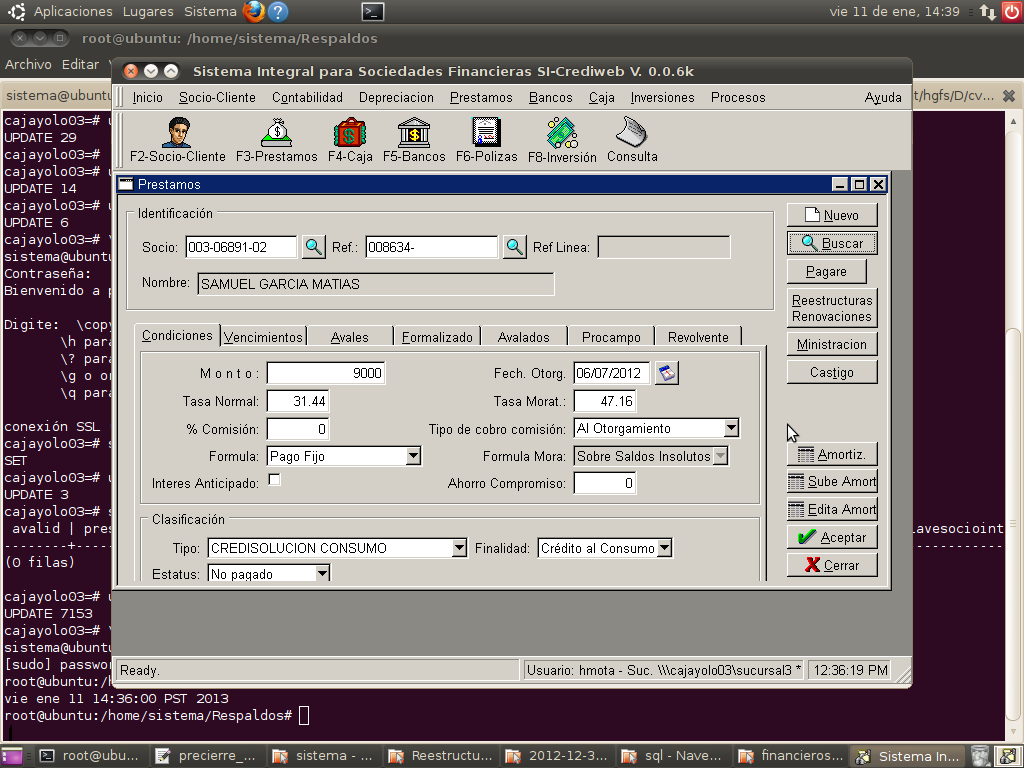 Aplicaciones Lugares Sistema
vie 11 de ene, 14:39
root@ubuntu: /home/sistema/Respaldos
Archivo Editar
sistema@ubuntu
t/hgfs/D/cv...
Sistema Integral para Sociedades Financieras SI-Crediweb V. 0.0.6k
Inicio Socio-Cliente Contabilidad Depreciacion Prestamos Bancos Caja Inversiones Procesos Ayuda
F2-Socio-Cliente F3-Prestamos F4-Caja F5-Bancos F6-Polizas F8-Inversión Consulta
Prestamos
Identificación
Socio: 003-06891-02 Ref.: 008634- Ref Linea:
Nombre: SAMUEL GARCIA MATIAS
Nuevo
Buscar
Pagare
Reestructuras
Renovaciones
Ministracion
Castigo
Condiciones Vencimientos Avales Formalizado Avalados Procampo Revolvente
Monto: 9000 Fech. Otorg. 06/07/2012
Tasa Normal: 31.44 Tasa Morat.: 47.16
% Comisión: 0 Tipo de cobro comisión: Al Otorgamiento
Formula: Pago Fijo Formula Mora: Sobre Saldos Insolutos
Interes Anticipado: Ahorro Compromiso: 0
Clasificación
Tipo: CREDISOLUCION CONSUMO Finalidad: Crédito al Consumo
Estatus: No pagado
Amortiz.
Sube Amort
Edita Amort
Aceptar
Cerrar
Ready.
Usuario: hmota - Suc. \\\cajayolo03\sucursal3 *
12:36:19 PM
cajayolo03=# u
UPDATE 29
cajayolo03=#
cajayolo03=# u
UPDATE 14
cajayolo03=# u
UPDATE 6
cajayolo03=# \
sistema@ubuntu
Contraseña:
Bienvenido a p
Digite: \copy
\h para
\? para
\g o o
\q para
conexión SSL
cajayolo03=# s
SET
cajayolo03=# u
UPDATE 3
cajayolo03=# s
avalid | pres
lavesocioint
--------+-----
(0 filas)
cajayolo03=# u
UPDATE 7153
cajayolo03=# \
sistema@ubuntu
[sudo] passwor
root@ubuntu:/h
vie ene 11 14:36:00 PST 2013
root@ubuntu:/home/sistema/Respaldos#
root@ubu... precierre_... sistema - ... Reestructu... 2012-12-3... sql - Nave... financieros... Sistema In...